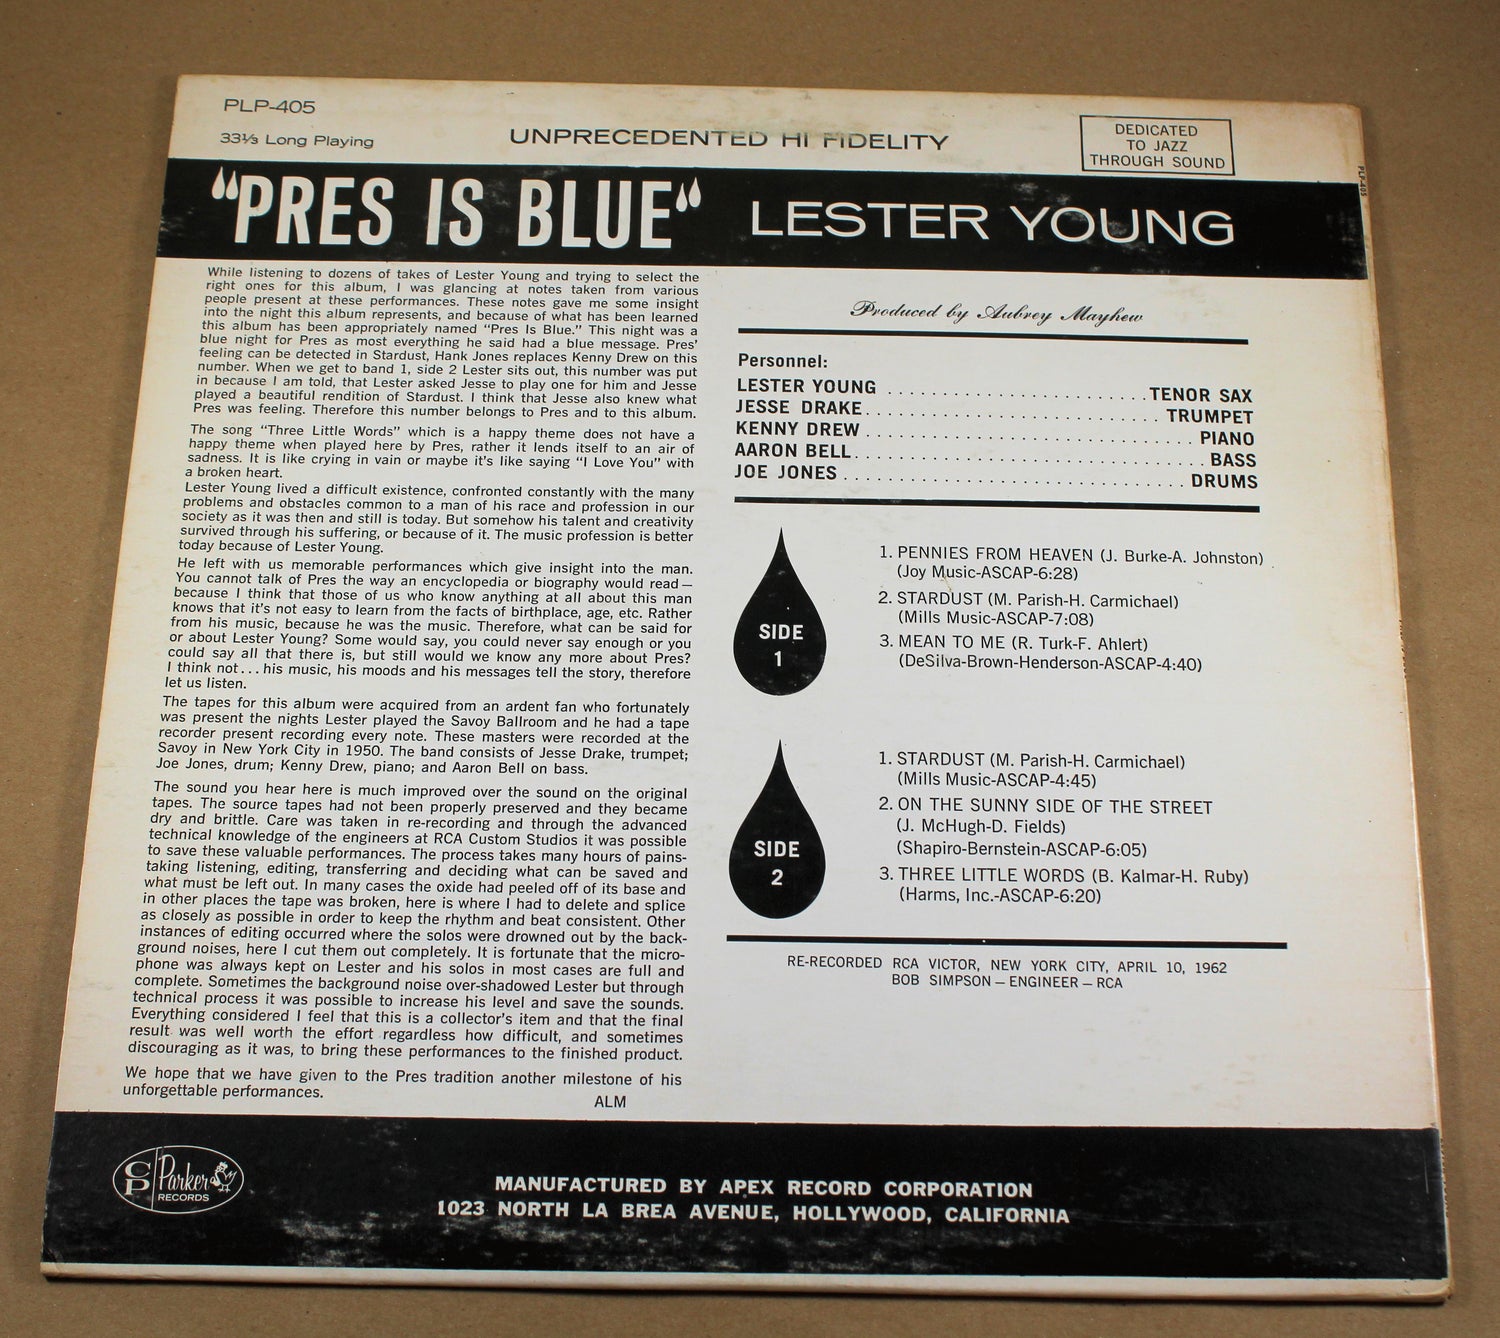 PLP-405
33⅓ Long Playing
UNPRECEDENTED HI FIDELITY
DEDICATED
TO JAZZ
THROUGH SOUND
"PRES IS BLUE" LESTER YOUNG
While listening to dozens of takes of Lester Young and trying to select the
right ones for this album, I was glancing at notes taken from various
people present at these performances. These notes gave me some insight
into the night this album represents, and because of what has been learned
this album has been appropriately named "Pres Is Blue." This night was a
blue night for Pres as most everything he said had a blue message. Pres'
feeling can be detected in Stardust, Hank Jones replaces Kenny Drew on this
number. When we get to band 1, side 2 Lester sits out, this number was put
in because I am told, that Lester asked Jesse to play one for him and Jesse
played a beautiful rendition of Stardust. I think that Jesse also knew what
Pres was feeling. Therefore this number belongs to Pres and to this album.
The song "Three Little Words" which is a happy theme does not have a
happy theme when played here by Pres, rather it lends itself to an air of
sadness. It is like crying in vain or maybe it's like saying "I Love You" with
a broken heart.
Lester Young lived a difficult existence, confronted constantly with the many
problems and obstacles common to a man of his race and profession in our
society as it was then and still is today. But somehow his talent and creativity
survived through his suffering, or because of it. The music profession is better
today because of Lester Young.
He left with us memorable performances which give insight into the man.
You cannot talk of Pres the way an encyclopedia or biography would read—
because I think that those of us who know anything at all about this man
knows that it's not easy to learn from the facts of birthplace, age, etc. Rather
from his music, because he was the music. Therefore, what can be said for
or about Lester Young? Some would say, you could never say enough or you
could say all that there is, but still would we know any more about Pres?
I think not... his music, his moods and his messages tell the story, therefore
let us listen.
The tapes for this album were acquired from an ardent fan who fortunately
was present the nights Lester played the Savoy Ballroom and he had a tape
recorder present recording every note. These masters were recorded at the
Savoy in New York City in 1950. The band consists of Jesse Drake, trumpet;
Joe Jones, drum; Kenny Drew, piano; and Aaron Bell on bass.
The sound you hear here is much improved over the sound on the original
tapes. The source tapes had not been properly preserved and they became
dry and brittle. Care was taken in re-recording and through the advanced
technical knowledge of the engineers at RCA Custom Studios it was possible
to save these valuable performances. The process takes many hours of pains-
taking listening, editing, transferring and deciding what can be saved and
what must be left out. In many cases the oxide had peeled off of its base and
in other places the tape was broken, here is where I had to delete and splice
as closely as possible in order to keep the rhythm and beat consistent. Other
instances of editing occurred where the solos were drowned out by the back-
ground noises, here I cut them out completely. It is fortunate that the micro-
phone was always kept on Lester and his solos in most cases are full and
complete. Sometimes the background noise over-shadowed Lester but through
technical process it was possible to increase his level and save the sounds.
Everything considered I feel that this is a collector's item and that the final
result was well worth the effort regardless how difficult, and sometimes
discouraging as it was, to bring these performances to the finished product.
We hope that we have given to the Pres tradition another milestone of his
unforgettable performances.
ALM
Produced by Aubrey Mayhew
Personnel:
LESTER YOUNG ........................ TENOR SAX
JESSE DRAKE ........................ TRUMPET
KENNY DREW ........................ PIANO
AARON BELL ........................ BASS
JOE JONES ........................ DRUMS
SIDE
1
1. PENNIES FROM HEAVEN (J. Burke-A. Johnston)
(Joy Music-ASCAP-6:28)
2. STARDUST (M. Parish-H. Carmichael)
(Mills Music-ASCAP-7:08)
3. MEAN TO ME (R. Turk-F. Ahlert)
(DeSilva-Brown-Henderson-ASCAP-4:40)
SIDE
2
1. STARDUST (M. Parish-H. Carmichael)
(Mills Music-ASCAP-4:45)
2. ON THE SUNNY SIDE OF THE STREET
(J. McHugh-D. Fields)
(Shapiro-Bernstein-ASCAP-6:05)
3. THREE LITTLE WORDS (B. Kalmar-H. Ruby)
(Harms, Inc.-ASCAP-6:20)
RE-RECORDED RCA VICTOR, NEW YORK CITY, APRIL 10, 1962
BOB SIMPSON — ENGINEER — RCA
CP Parker
RECORDS
MANUFACTURED BY APEX RECORD CORPORATION
1023 NORTH LA BREA AVENUE, HOLLYWOOD, CALIFORNIA
PLP-405